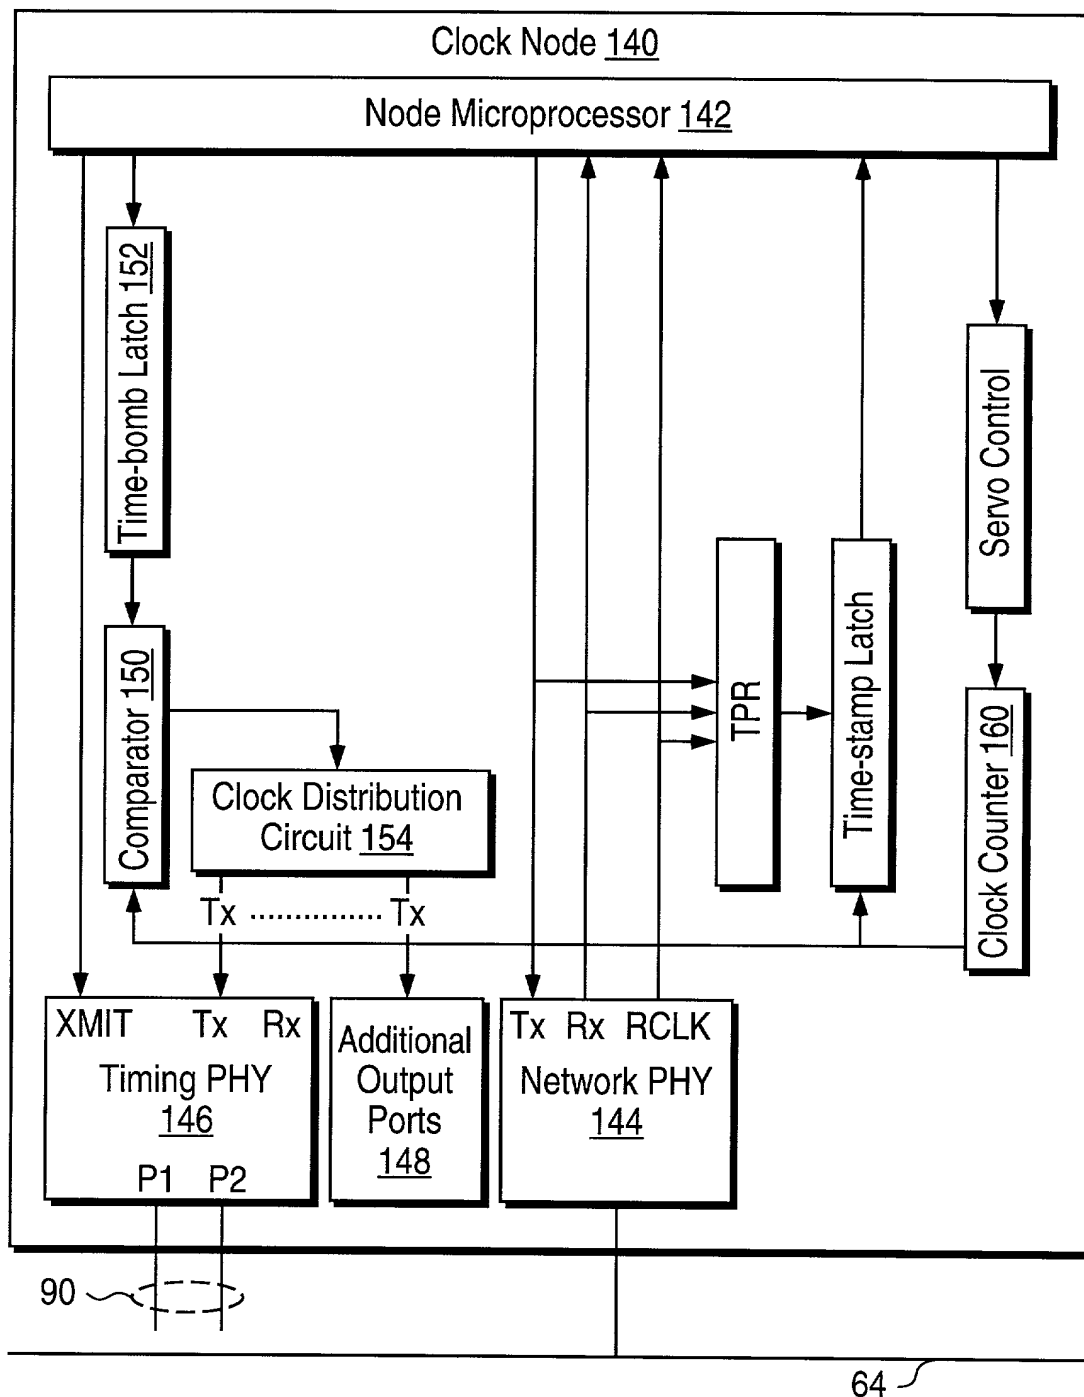 Clock Node 140
Node Microprocessor 142
Time-bomb Latch 152
Servo Control
Comparator 150
TPR
Time-stamp Latch
Clock Counter 160
Clock Distribution
Circuit 154
Tx .............. Tx
XMIT Tx Rx
Timing PHY
146
P1 P2
Additional
Output
Ports
148
Tx Rx RCLK
Network PHY
144
90
64